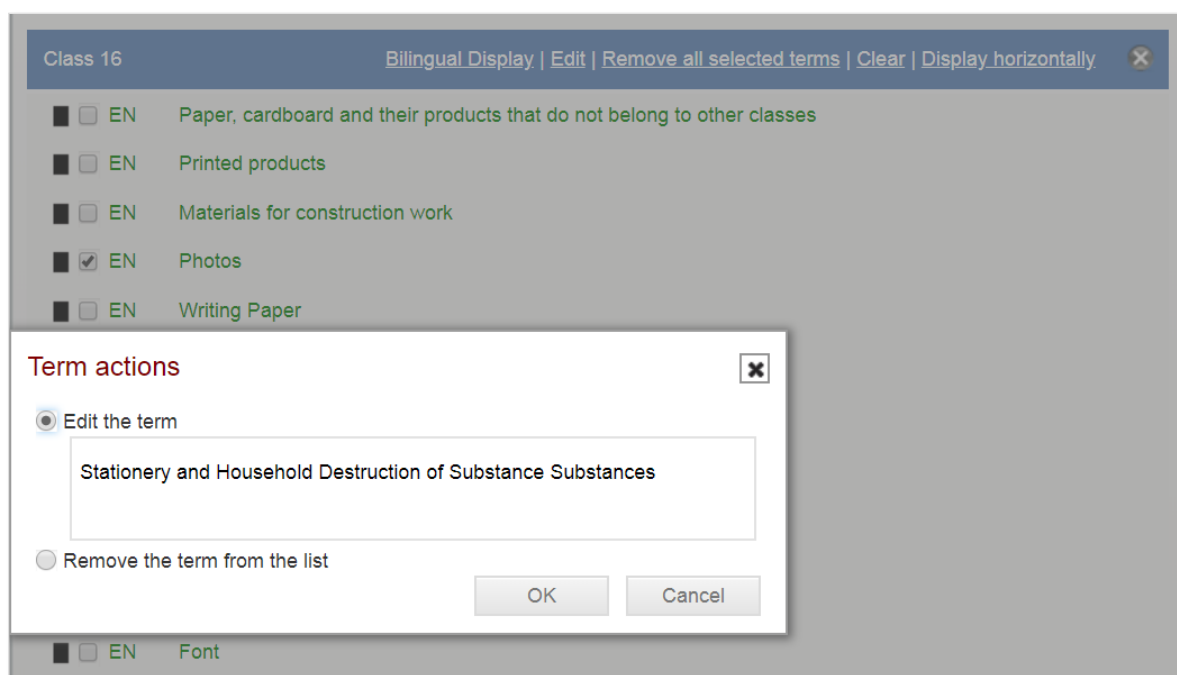 Class 16 Bilingual Display | Edit | Remove all selected terms | Clear | Display horizontally
EN Paper, cardboard and their products that do not belong to other classes
EN Printed products
EN Materials for construction work
EN Photos
EN Writing Paper
Term actions
Edit the term
Stationery and Household Destruction of Substance Substances
Remove the term from the list
OK Cancel
EN Font